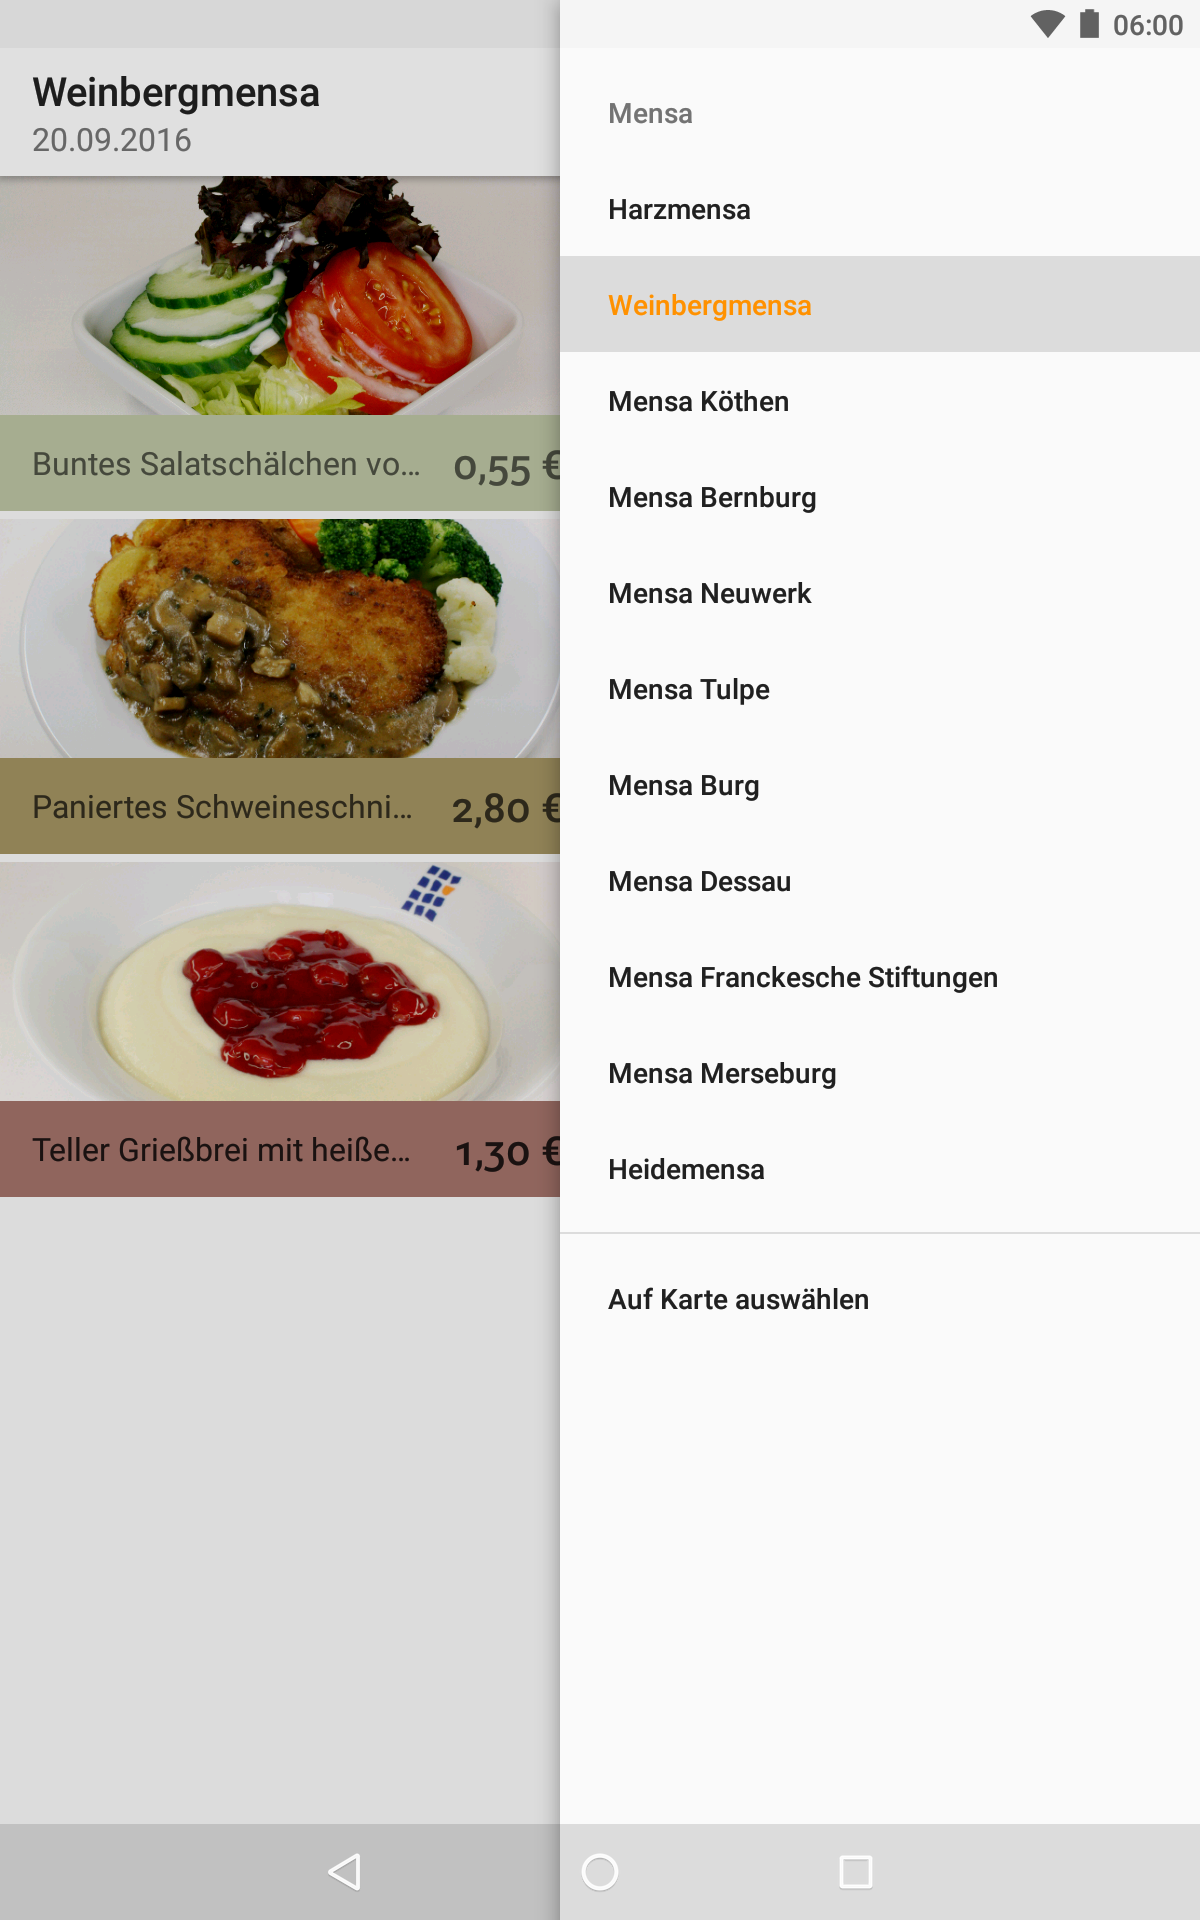 06:00
Weinbergmensa
20.09.2016
Buntes Salatschälchen vo... 0,55 €
Paniertes Schweineschni... 2,80 €
Teller Grießbrei mit heiße... 1,30 €
Mensa
Harzmensa
Weinbergmensa
Mensa Köthen
Mensa Bernburg
Mensa Neuwerk
Mensa Tulpe
Mensa Burg
Mensa Dessau
Mensa Franckesche Stiftungen
Mensa Merseburg
Heidemensa
Auf Karte auswählen